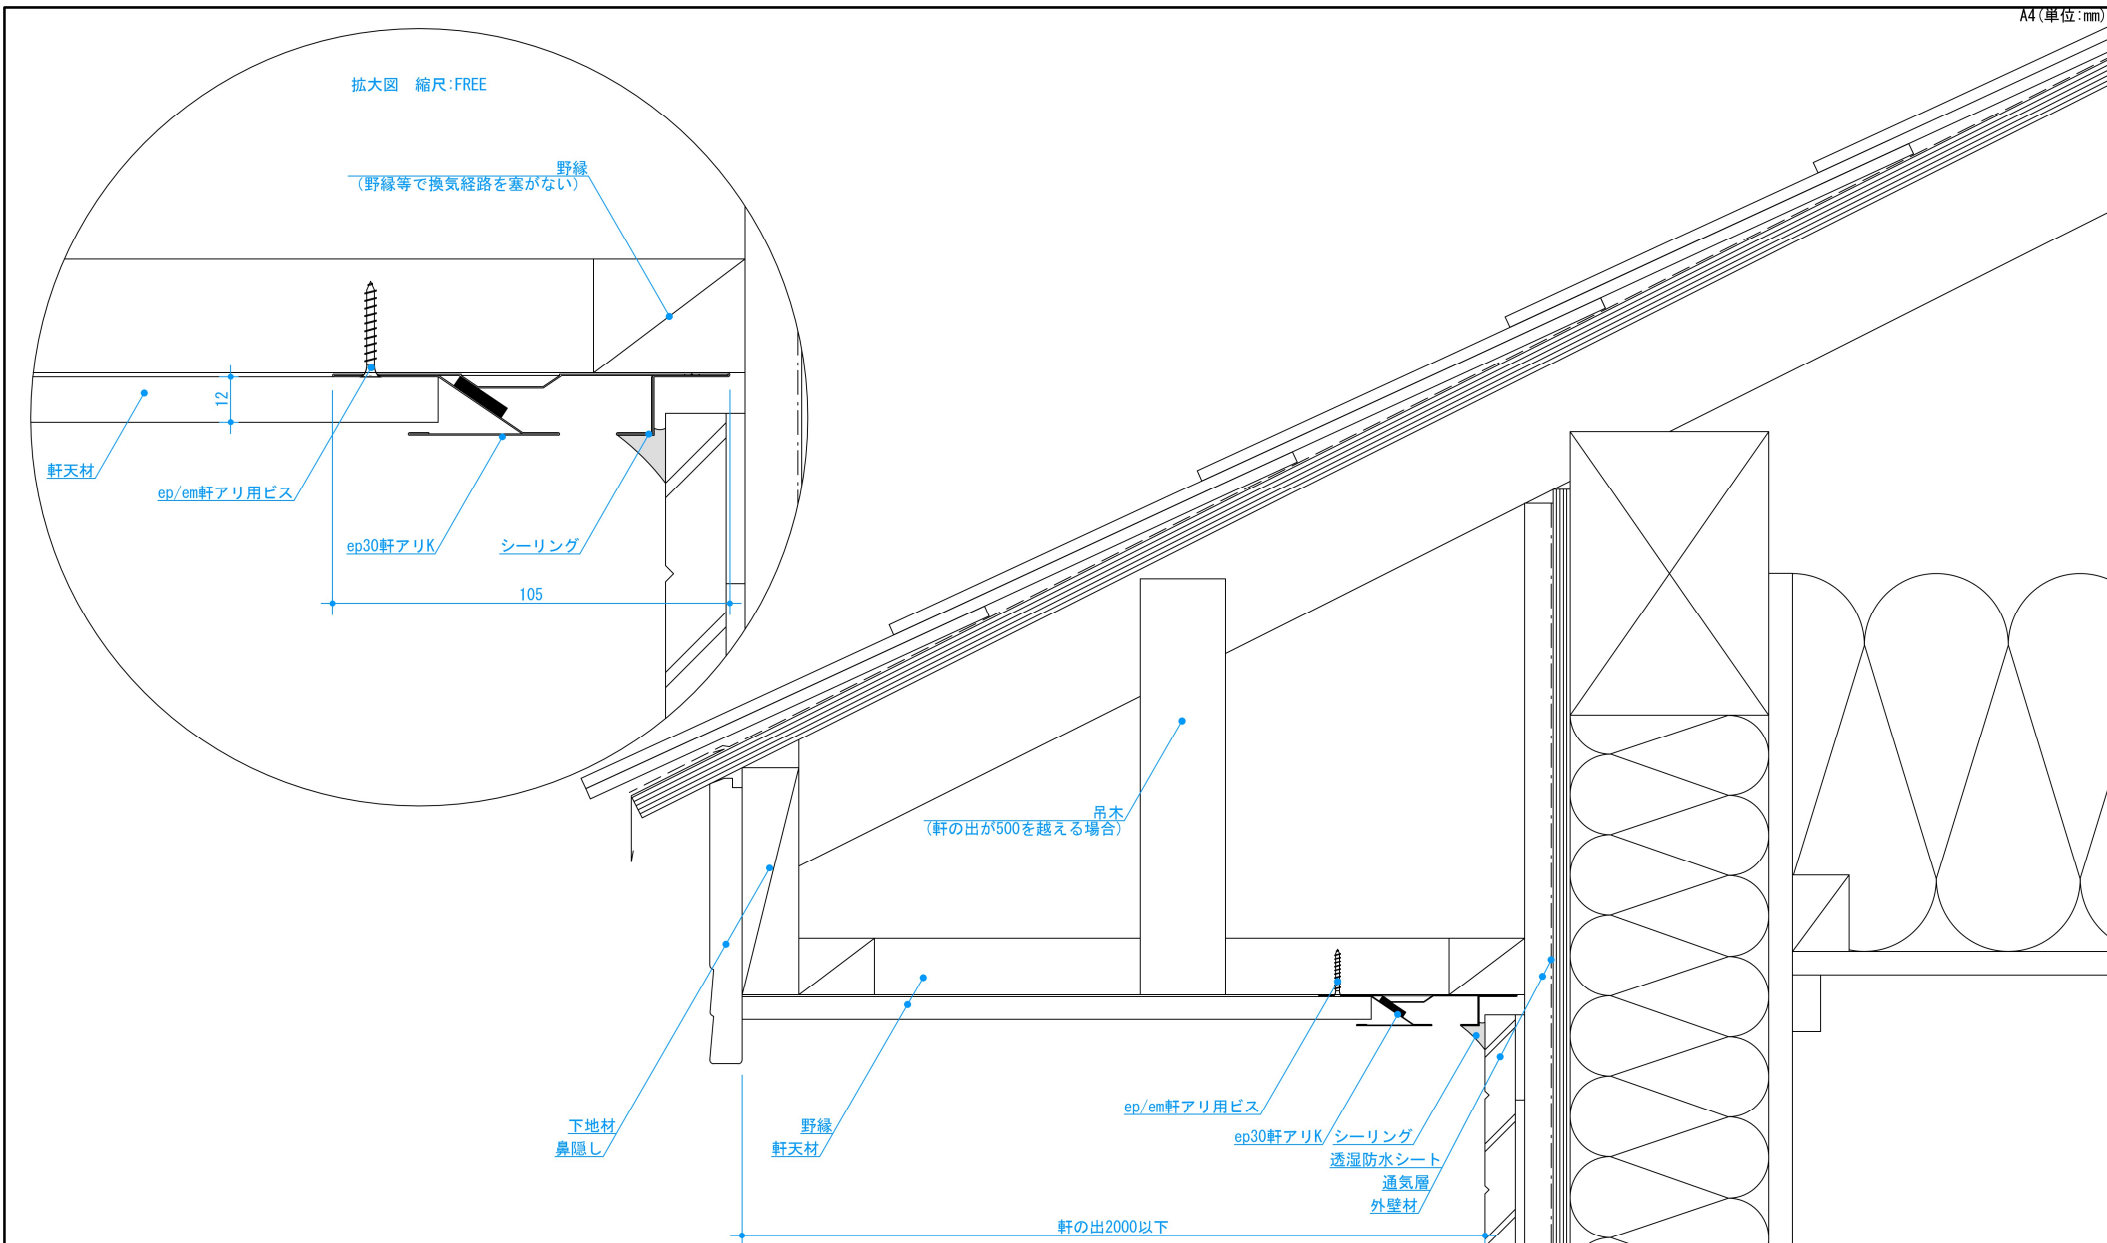 A4(単位:mm)
拡大図 縮尺:FREE
野縁
(野縁等で換気経路を塞がない)
12
軒天材
ep/em軒アリ用ビス
ep30軒アリK
シーリング
105
吊木
(軒の出が500を越える場合)
下地材
鼻隠し
野縁
軒天材
ep/em軒アリ用ビス
ep30軒アリK
シーリング
透湿防水シート
通気層
外壁材
軒の出2000以下